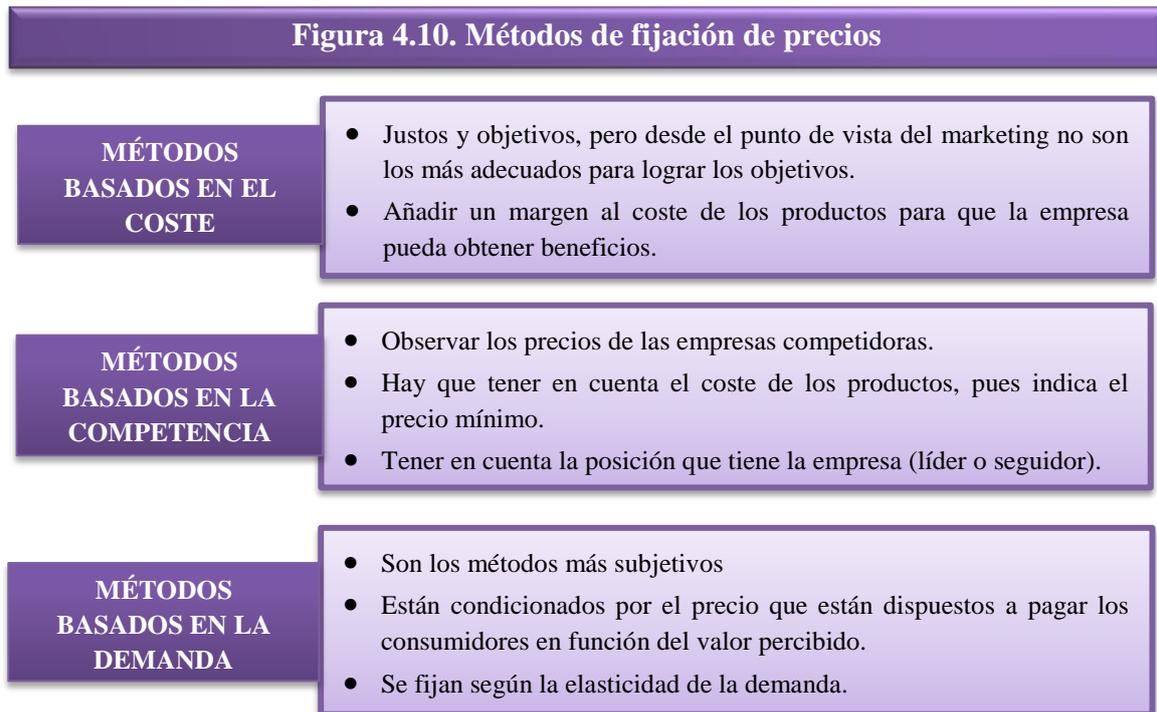 Figura 4.10. Métodos de fijación de precios
MÉTODOS
BASADOS EN EL
COSTE
• Justos y objetivos, pero desde el punto de vista del marketing no son
los más adecuados para lograr los objetivos.
• Añadir un margen al coste de los productos para que la empresa
pueda obtener beneficios.
MÉTODOS
BASADOS EN LA
COMPETENCIA
• Observar los precios de las empresas competidoras.
• Hay que tener en cuenta el coste de los productos, pues indica el
precio mínimo.
• Tener en cuenta la posición que tiene la empresa (líder o seguidor).
MÉTODOS
BASADOS EN LA
DEMANDA
• Son los métodos más subjetivos
• Están condicionados por el precio que están dispuestos a pagar los
consumidores en función del valor percibido.
• Se fijan según la elasticidad de la demanda.